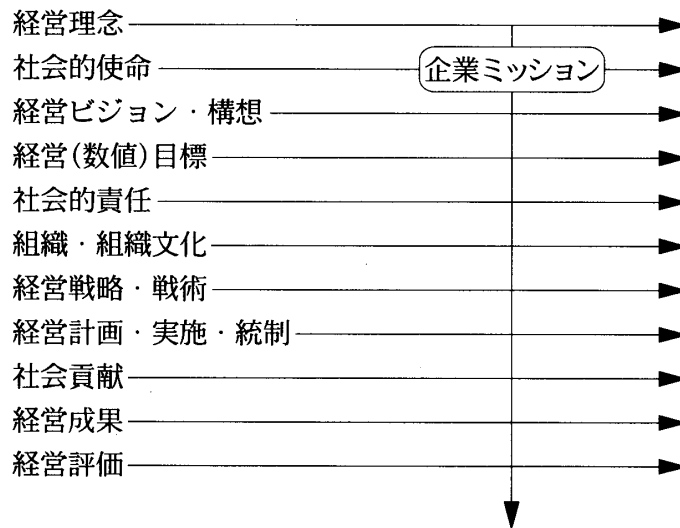 経営理念
社会的使命
企業ミッション
経営ビジョン・構想
経営(数値)目標
社会的責任
組織・組織文化
経営戦略・戦術
経営計画・実施・統制
社会貢献
経営成果
経営評価